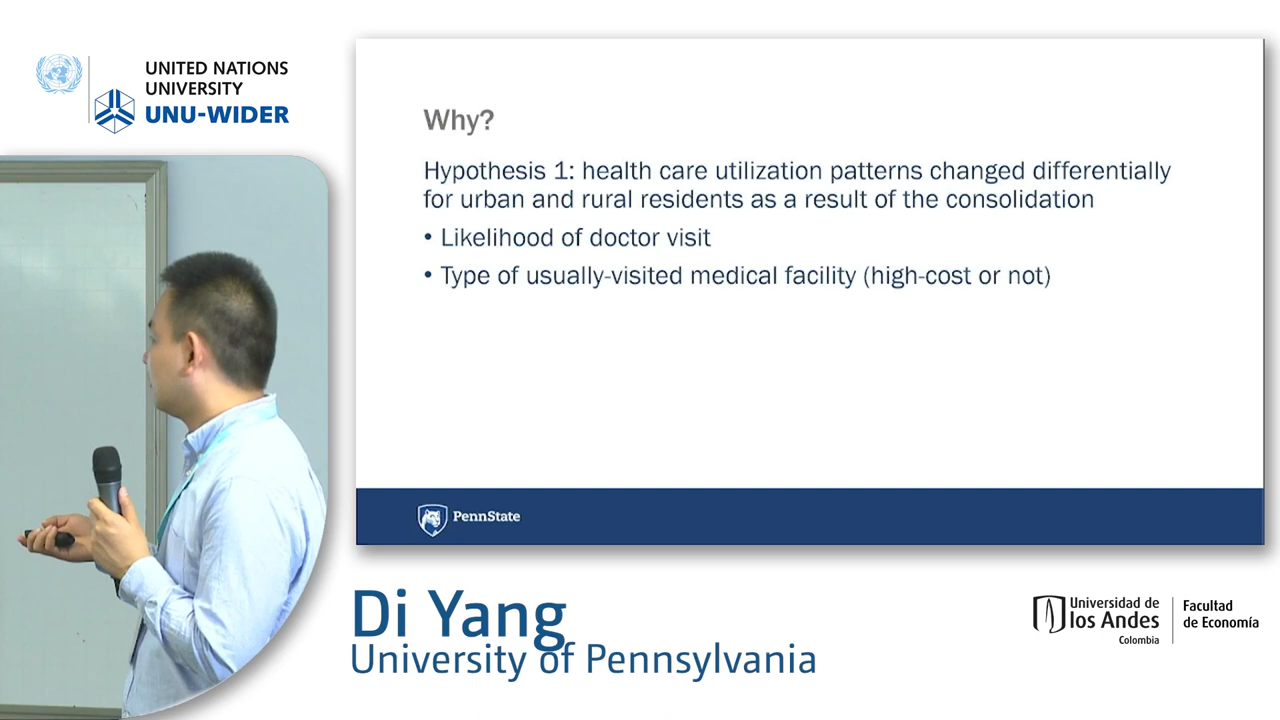 UNITED NATIONS
UNIVERSITY
UNU-WIDER
Why?
Hypothesis 1: health care utilization patterns changed differentially
for urban and rural residents as a result of the consolidation
• Likelihood of doctor visit
• Type of usually-visited medical facility (high-cost or not)
PennState
Di Yang
University of Pennsylvania
Universidad de
los Andes
Colombia
Facultad
de Economía